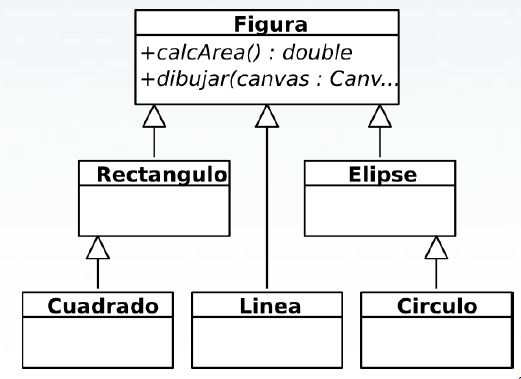 Figura
+calcArea() : double
+dibujar(canvas : Canv...
Rectangulo
Elipse
Cuadrado
Linea
Circulo